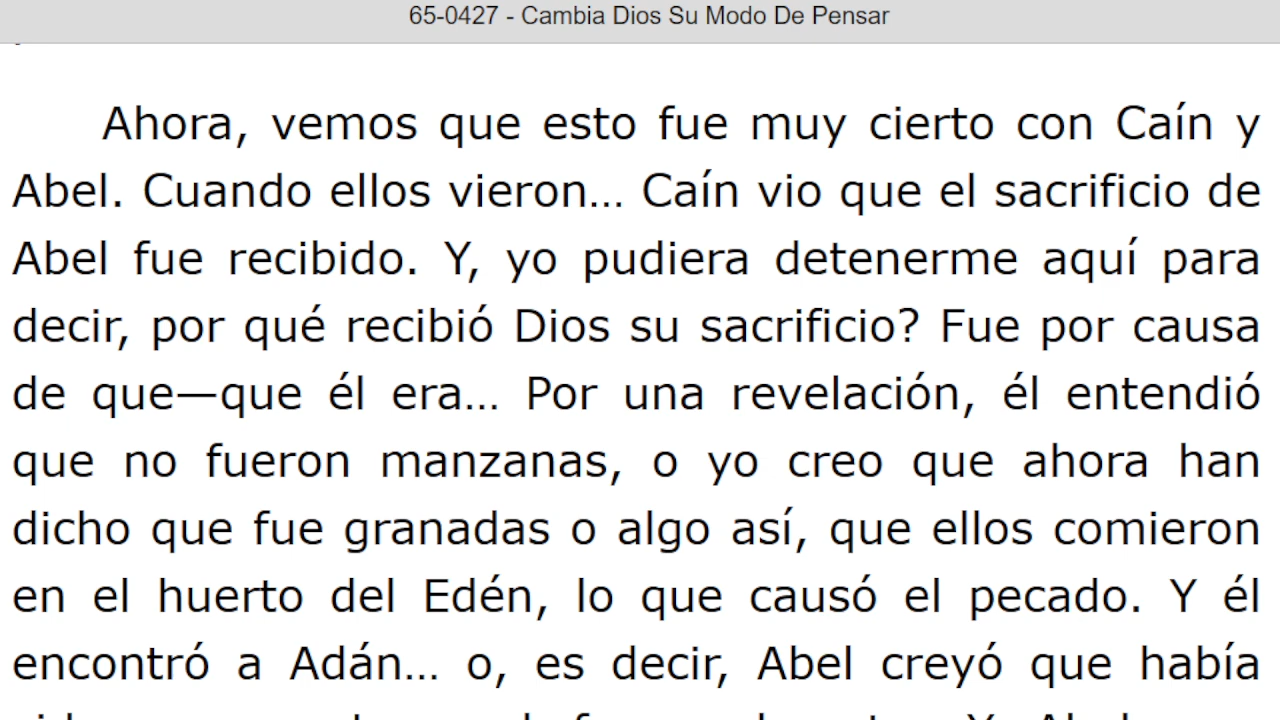 65-0427 - Cambia Dios Su Modo De Pensar
Ahora, vemos que esto fue muy cierto con Caín y
Abel. Cuando ellos vieron… Caín vio que el sacrificio de
Abel fue recibido. Y, yo pudiera detenerme aquí para
decir, por qué recibió Dios su sacrificio? Fue por causa
de que—que él era… Por una revelación, él entendió
que no fueron manzanas, o yo creo que ahora han
dicho que fue granadas o algo así, que ellos comieron
en el huerto del Edén, lo que causó el pecado. Y él
encontró a Adán… o, es decir, Abel creyó que había